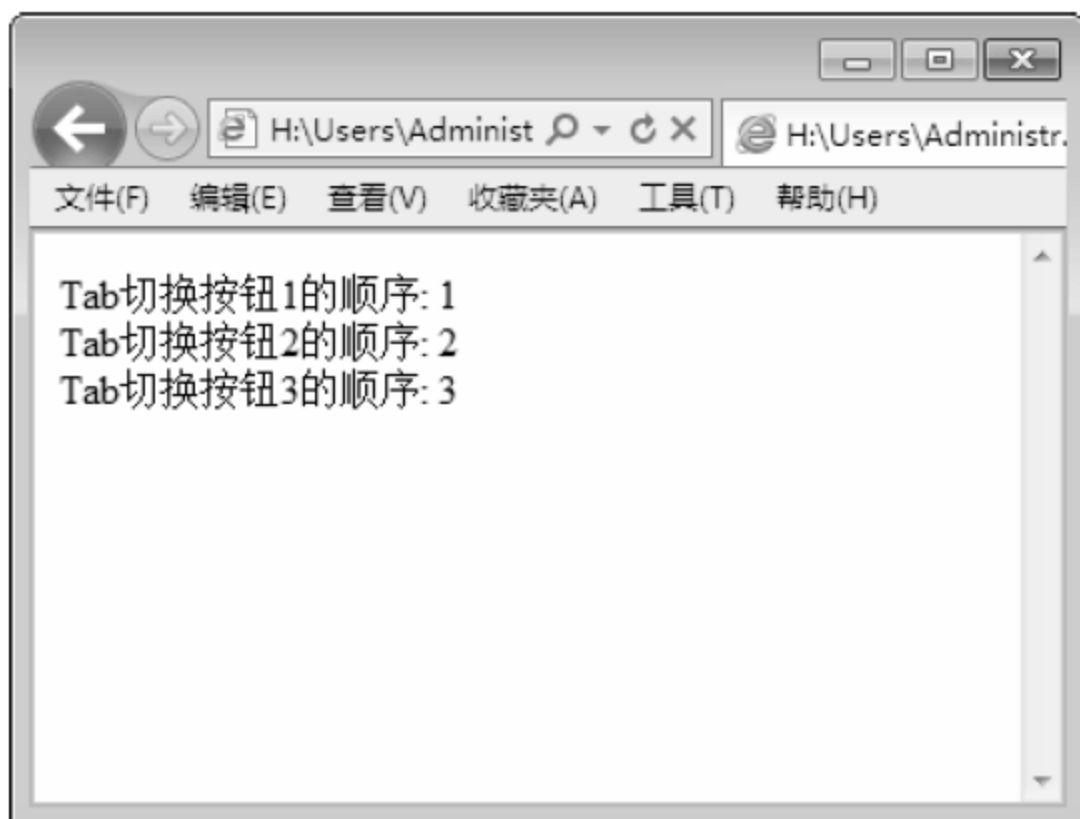 H:\Users\Administ
H:\Users\Administr.
文件(F) 编辑(E) 查看(V) 收藏夹(A) 工具(T) 帮助(H)
Tab切换按钮1的顺序: 1
Tab切换按钮2的顺序: 2
Tab切换按钮3的顺序: 3